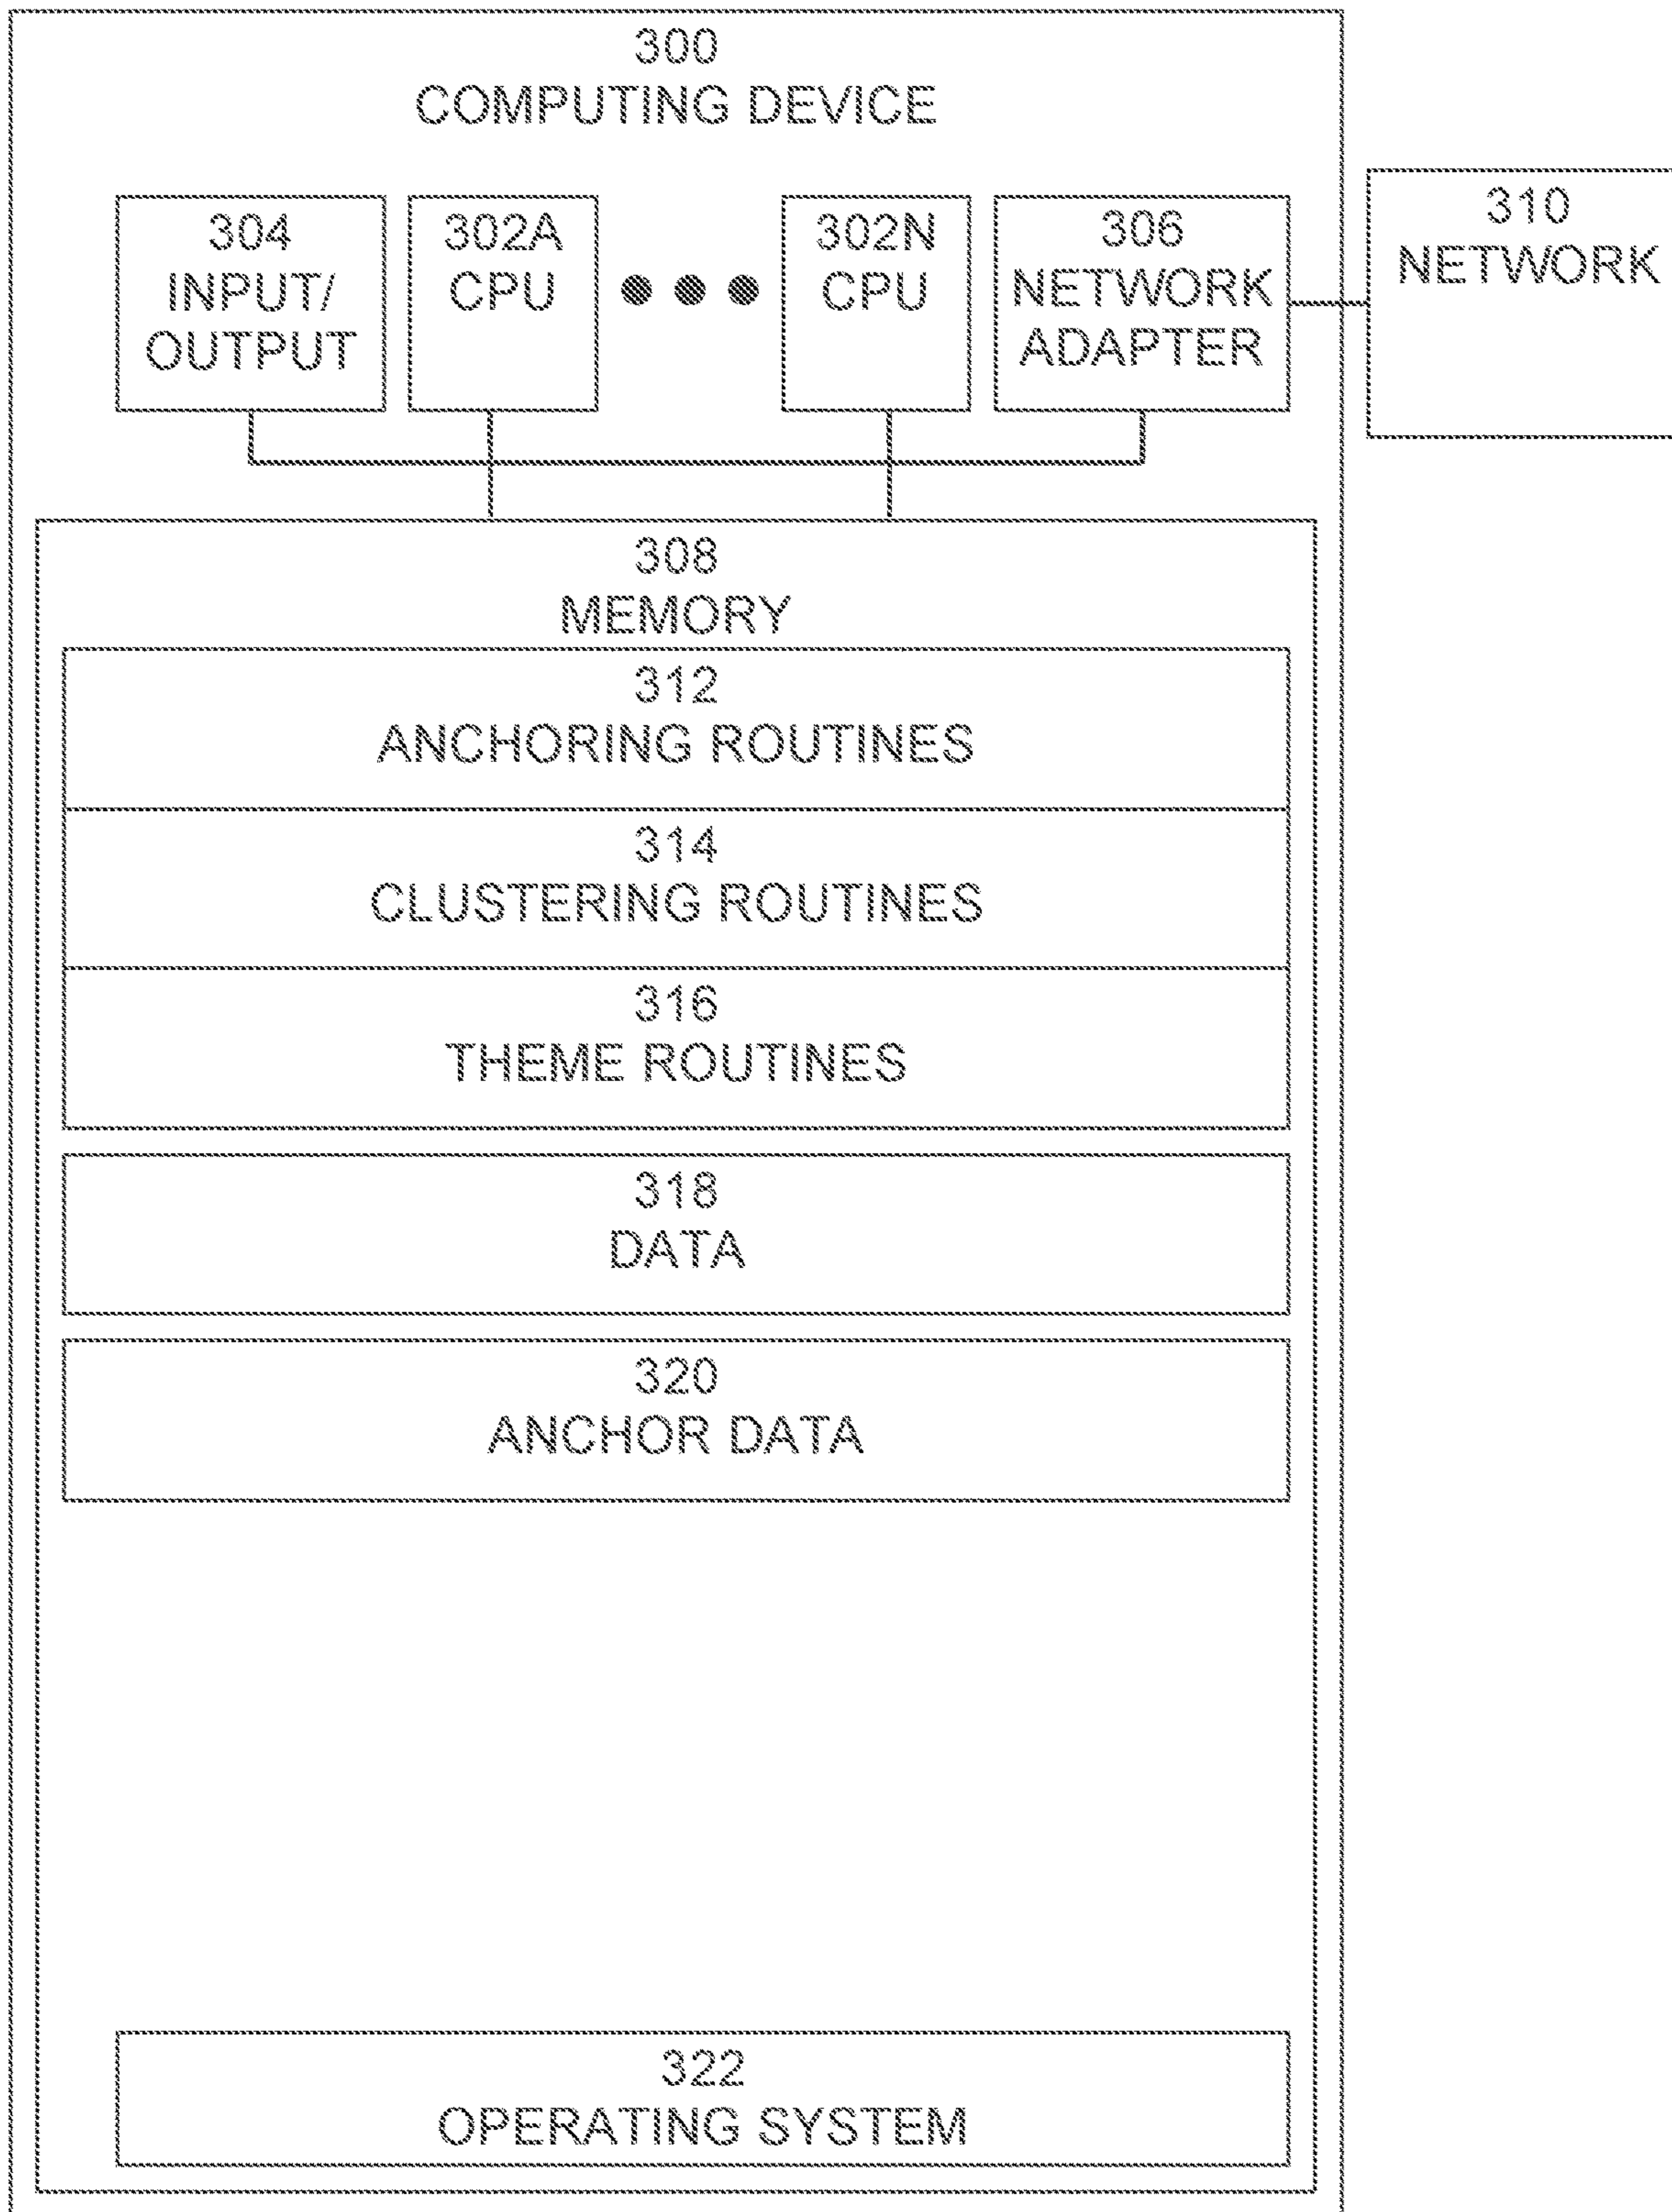 300
COMPUTING DEVICE
304
INPUT/
OUTPUT
302A
CPU
302N
CPU
306
NETWORK
ADAPTER
310
NETWORK
308
MEMORY
312
ANCHORING ROUTINES
314
CLUSTERING ROUTINES
316
THEME ROUTINES
318
DATA
320
ANCHOR DATA
322
OPERATING SYSTEM